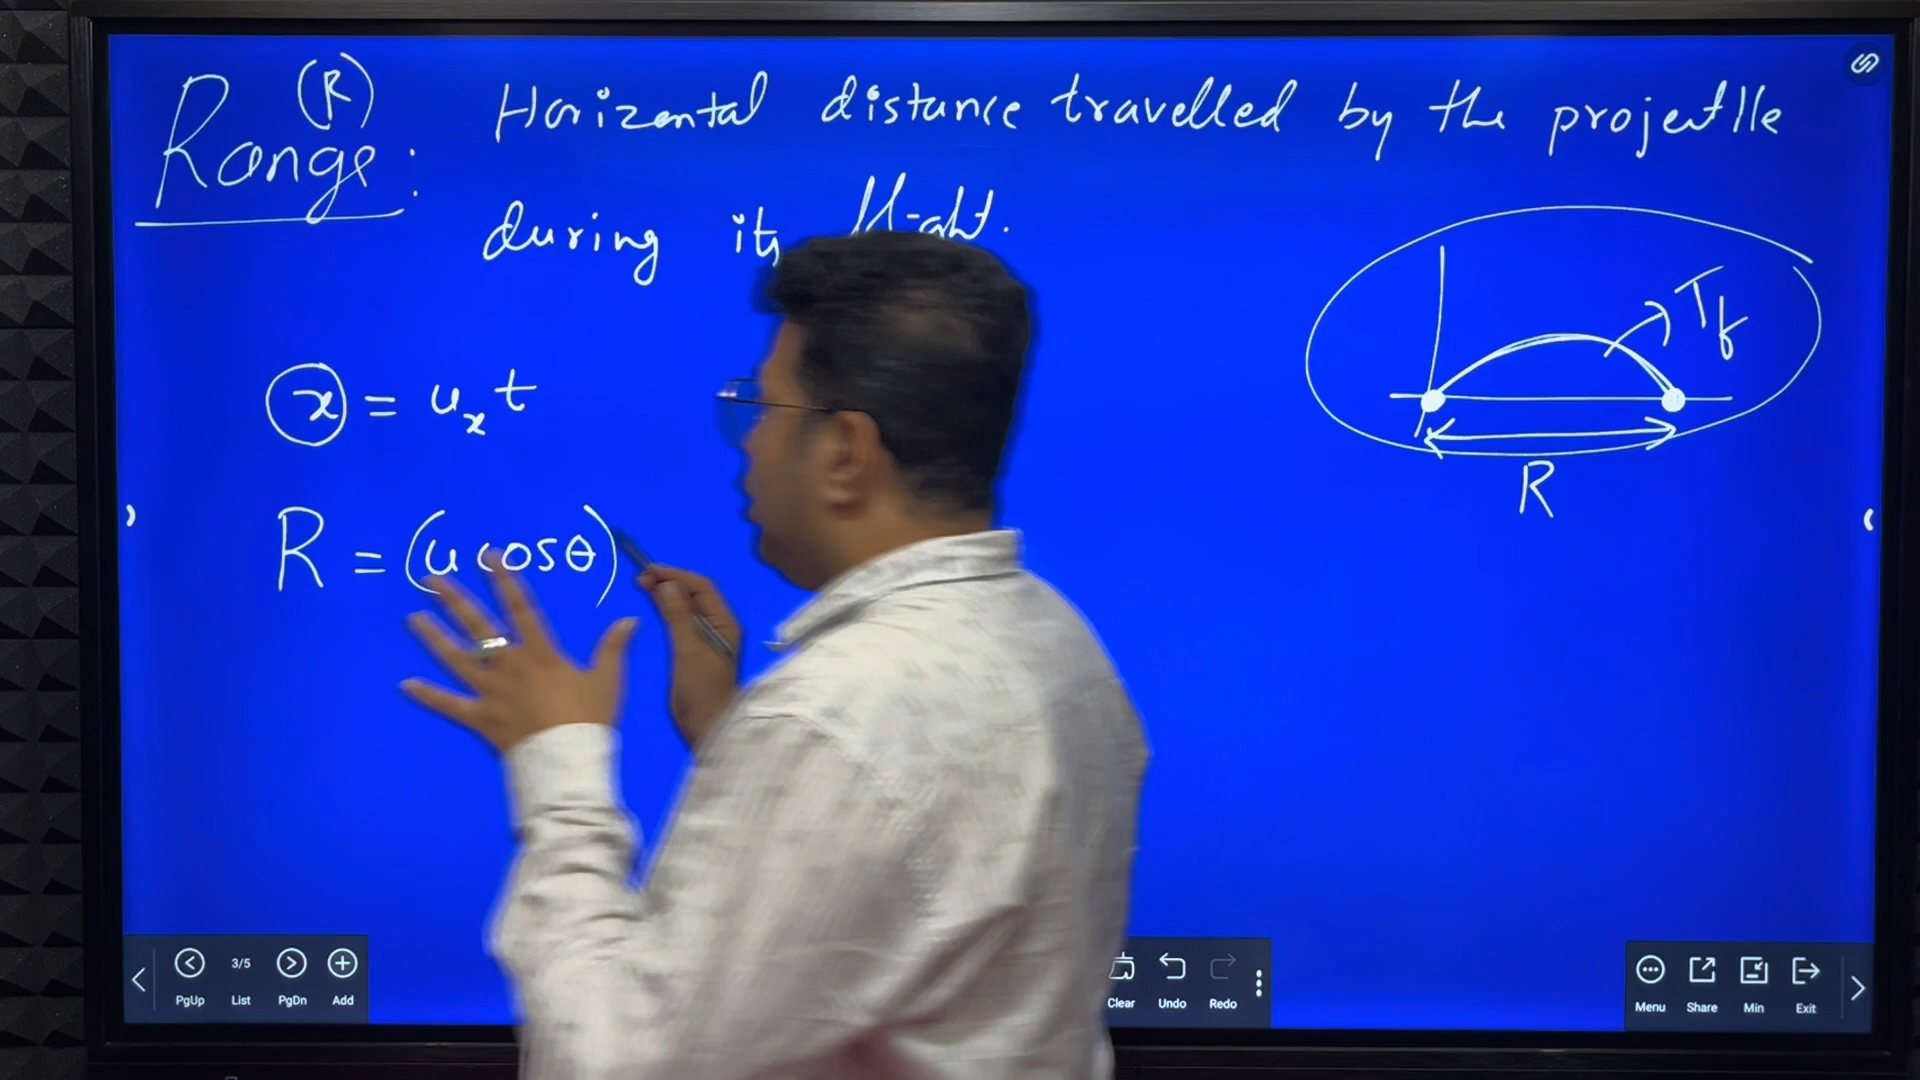 Range: (R) Horizontal distance travelled by the projectile
during its flight.
x = uₓt
R = (u cosθ)
T_f
R
PgUp 3/5 List PgDn Add
Clear Undo Redo
Menu Share Min Exit